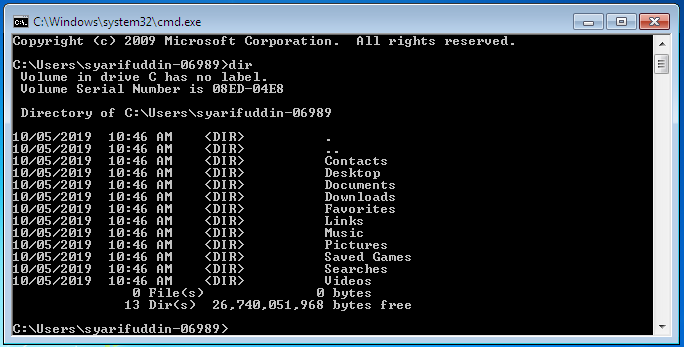 C:\Windows\system32\cmd.exe
Copyright (c) 2009 Microsoft Corporation.  All rights reserved.
C:\Users\syarifuddin-06989>dir
 Volume in drive C has no label.
 Volume Serial Number is 08ED-04E8
 Directory of C:\Users\syarifuddin-06989
10/05/2019  10:46 AM    <DIR>          .
10/05/2019  10:46 AM    <DIR>          ..
10/05/2019  10:46 AM    <DIR>          Contacts
10/05/2019  10:46 AM    <DIR>          Desktop
10/05/2019  10:46 AM    <DIR>          Documents
10/05/2019  10:46 AM    <DIR>          Downloads
10/05/2019  10:46 AM    <DIR>          Favorites
10/05/2019  10:46 AM    <DIR>          Links
10/05/2019  10:46 AM    <DIR>          Music
10/05/2019  10:46 AM    <DIR>          Pictures
10/05/2019  10:46 AM    <DIR>          Saved Games
10/05/2019  10:46 AM    <DIR>          Searches
10/05/2019  10:46 AM    <DIR>          Videos
               0 File(s)              0 bytes
              13 Dir(s)  26,740,051,968 bytes free
C:\Users\syarifuddin-06989>